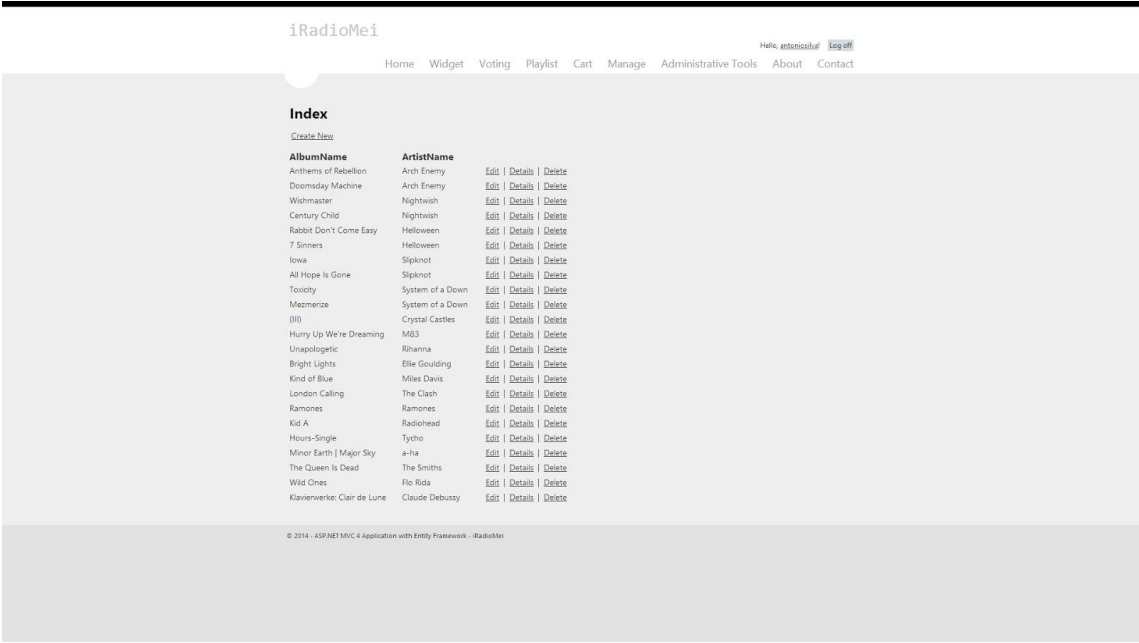 iRadioMei
Hello, antoniosilva! Log off
Home Widget Voting Playlist Cart Manage Administrative Tools About Contact
Index
Create New
AlbumName ArtistName
Anthems of Rebellion Arch Enemy Edit | Details | Delete
Doomsday Machine Arch Enemy Edit | Details | Delete
Wishmaster Nightwish Edit | Details | Delete
Century Child Nightwish Edit | Details | Delete
Rabbit Don't Come Easy Helloween Edit | Details | Delete
7 Sinners Helloween Edit | Details | Delete
Iowa Slipknot Edit | Details | Delete
All Hope Is Gone Slipknot Edit | Details | Delete
Toxicity System of a Down Edit | Details | Delete
Mezmerize System of a Down Edit | Details | Delete
(III) Crystal Castles Edit | Details | Delete
Hurry Up We're Dreaming M83 Edit | Details | Delete
Unapologetic Rihanna Edit | Details | Delete
Bright Lights Ellie Goulding Edit | Details | Delete
Kind of Blue Miles Davis Edit | Details | Delete
London Calling The Clash Edit | Details | Delete
Ramones Ramones Edit | Details | Delete
Kid A Radiohead Edit | Details | Delete
Hours-Single Tycho Edit | Details | Delete
Minor Earth | Major Sky a-ha Edit | Details | Delete
The Queen Is Dead The Smiths Edit | Details | Delete
Wild Ones Flo Rida Edit | Details | Delete
Klavierwerke: Clair de Lune Claude Debussy Edit | Details | Delete
© 2014 - ASP.NET MVC 4 Application with Entity Framework - iRadioMei